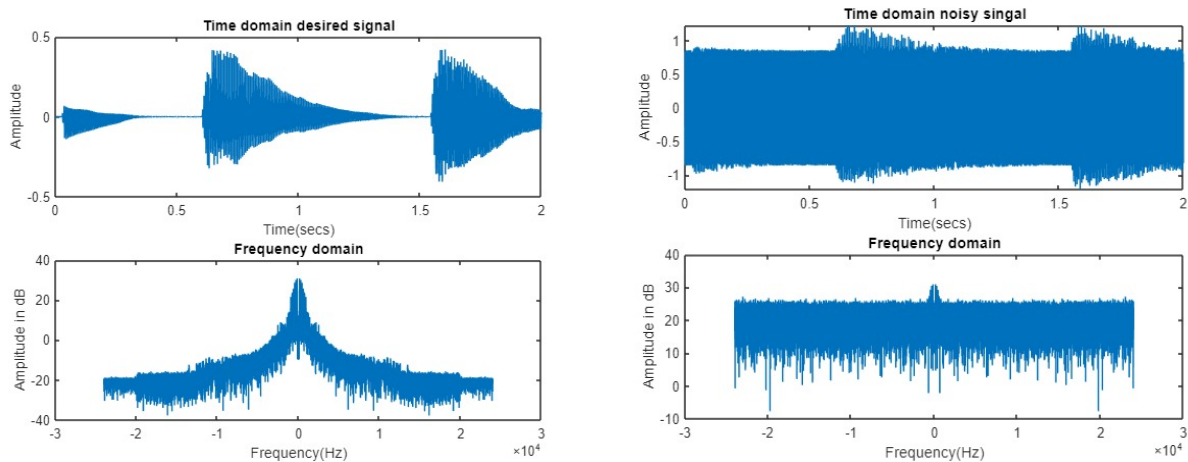 Time domain desired signal
0.5
0
-0.5
Amplitude
0 0.5 1 1.5 2
Time(secs)
Frequency domain
40
20
0
-20
-40
Amplitude in dB
-3 -2 -1 0 1 2 3
×10⁴
Frequency(Hz)
Time domain noisy singal
1
0.5
0
-0.5
-1
Amplitude
0 0.5 1 1.5 2
Time(secs)
Frequency domain
40
30
20
10
0
-10
Amplitude in dB
-3 -2 -1 0 1 2 3
×10⁴
Frequency(Hz)